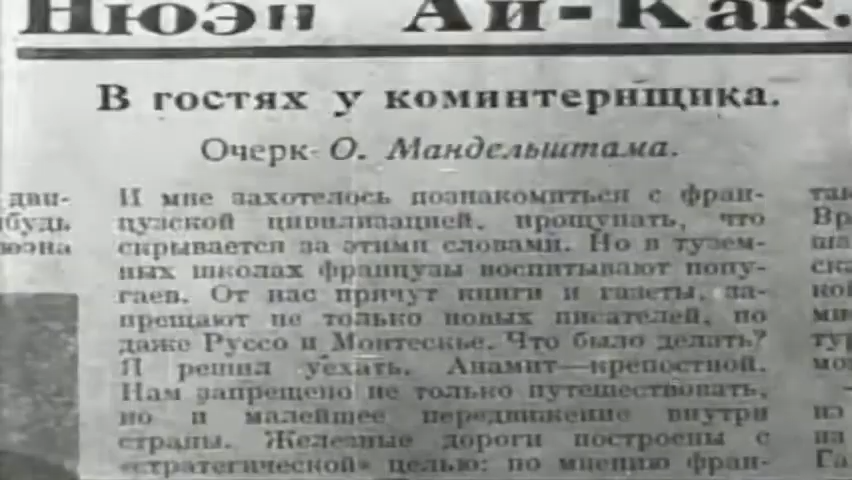 Нюэн Ай-Как.
В гостях у коминтернщика.
Очерк О. Мандельштама.
И мне захотелось познакомиться с фран-
цузской цивилизацией, прощупать, что
скрывается за этими словами. Но в тузем-
ных школах французы воспитывают попу-
гаев. От нас прячут книги и газеты, за-
прещают не только новых писателей, но
даже Руссо и Монтескье. Что было делать?
Я решил уехать. Анамит—крепостной.
Нам запрещено не только путешествовать,
но и малейшее передвижение внутри
страны. Железные дороги построены с
«стратегической» целью: по мнению фран-